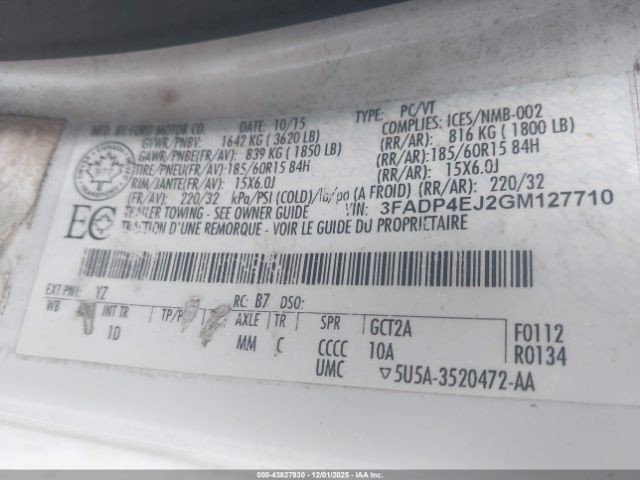 MFD. BY FORD MOTOR CO. DATE: 10/15 TYPE: PC/VT
GVWR/PNBV: 1642 KG ( 3620 LB) COMPLIES: ICES/NMB-002
GAWR/PNBE(FR/AV): 839 KG ( 1850 LB) (RR/AR): 816 KG ( 1800 LB)
TIRE/PNEU(FR/AV): 185/60R15 84H (RR/AR): 185/60R15 84H
RIM/JANTE(FR/AV): 15X6.0J (RR/AR): 15X6.0J
(FR/AV): 220/32 kPa/PSI (COLD)/ (A FROID) (RR/AR): 220/32
TRAILER TOWING - SEE OWNER GUIDE VIN: 3FADP4EJ2GM127710
TRACTION D'UNE REMORQUE - VOIR LE GUIDE DU PROPRIETAIRE
EC
EXT PNT: YZ RC: B7 DSO:
WB INT TR TP/P AXLE TR SPR GCT2A F0112
1D MM C CCCC 10A R0134
UMC ▽5U5A-3520472-AA
000-43827930 - 12/01/2025 - IAAI.COM